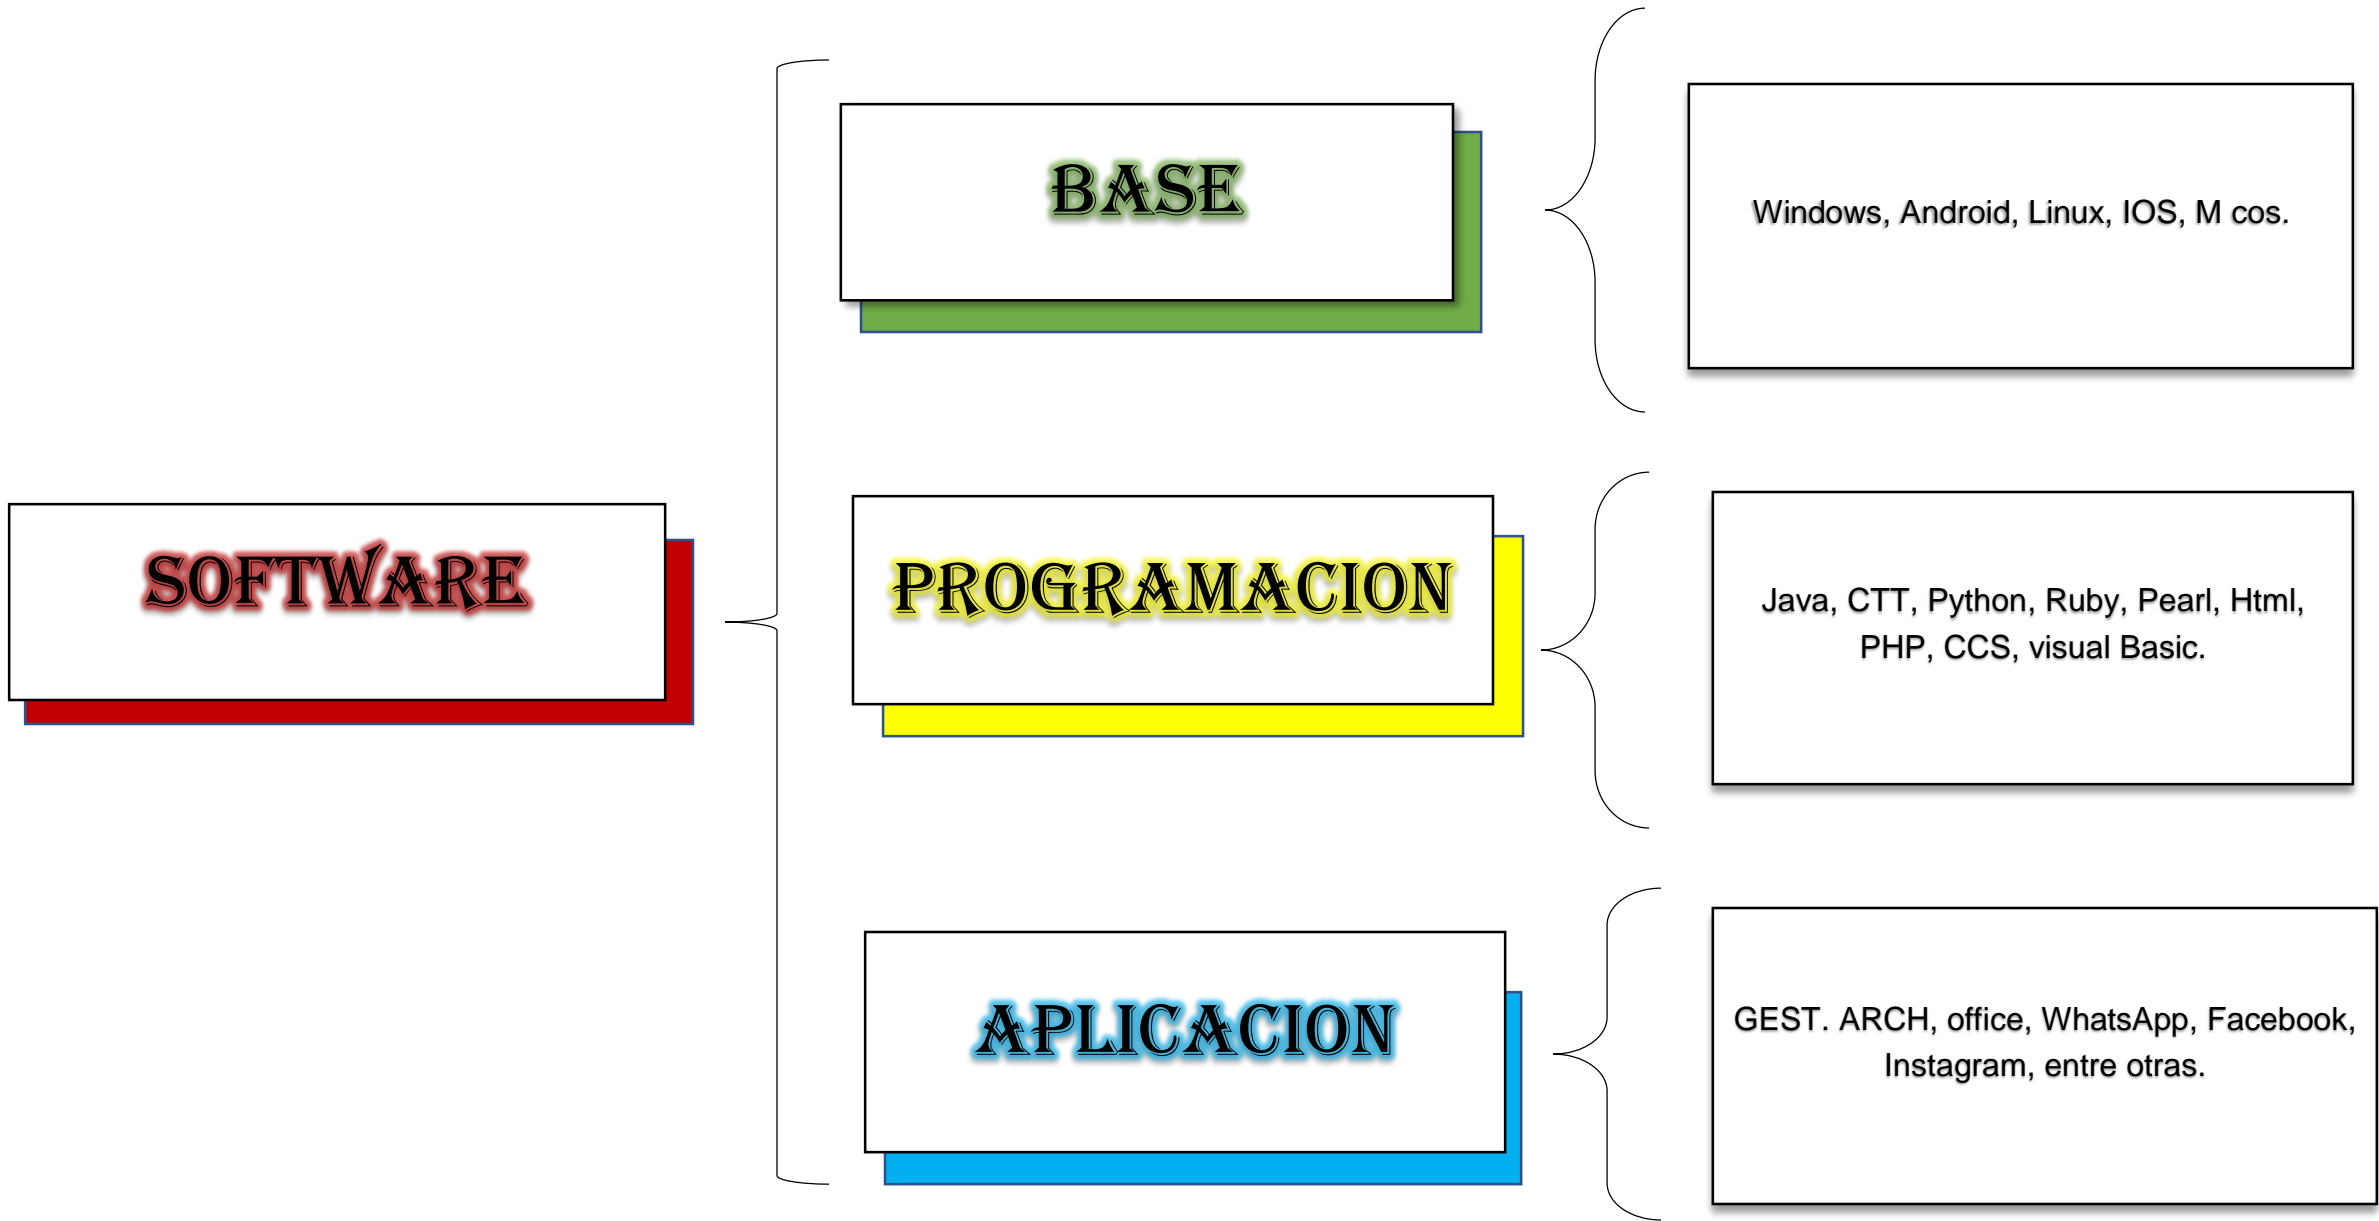 SOFTWARE
BASE
Windows, Android, Linux, IOS, M cos.
PROGRAMACION
Java, CTT, Python, Ruby, Pearl, Html,
PHP, CCS, visual Basic.
APLICACION
GEST. ARCH, office, WhatsApp, Facebook,
Instagram, entre otras.